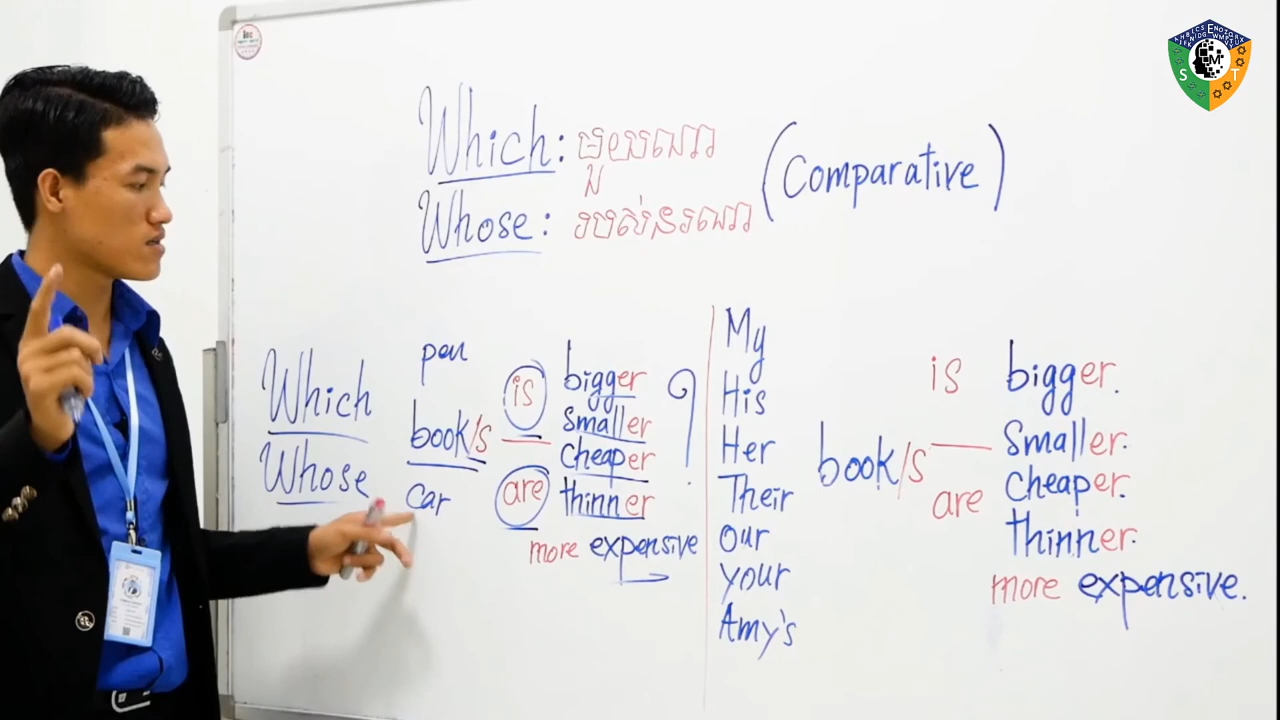 Which: មួយណា
(Comparative)
Whose: របស់នរណា
Which
Whose
pen
book/s
car
is
are
bigger
smaller
cheaper
thinner
more expensive
?
My
His
Her
Their
our
your
Amy's
book/s
is
are
bigger.
smaller.
cheaper.
thinner.
more expensive.
S M T